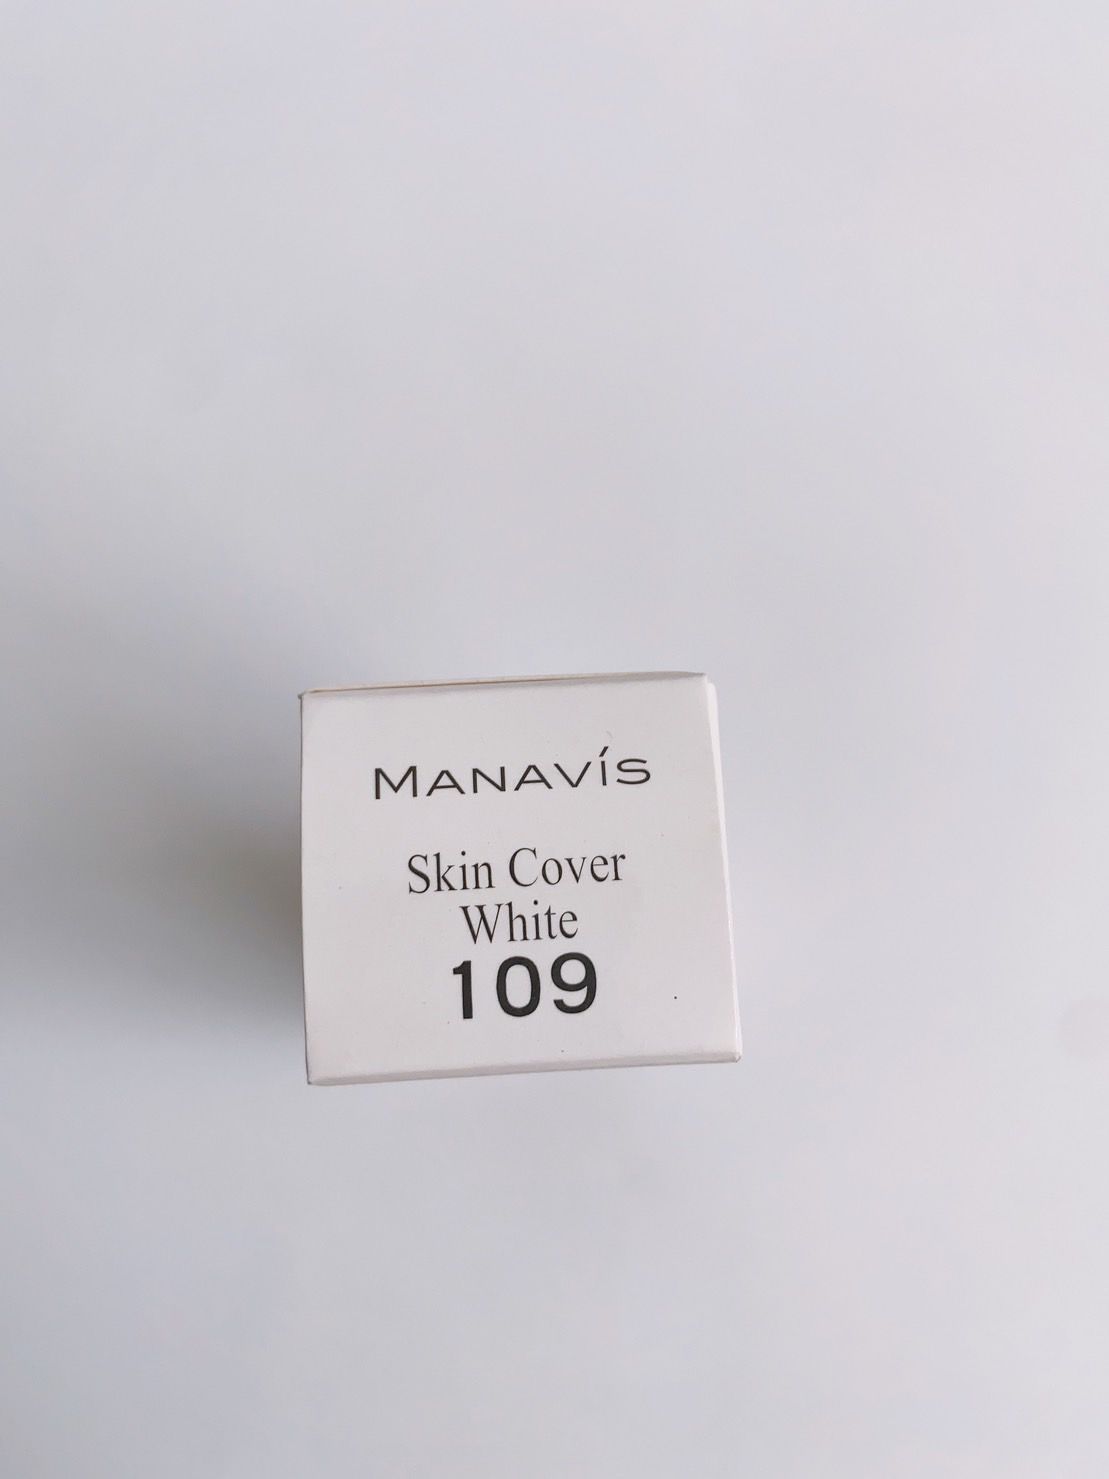 MANAVÍS
Skin Cover
White
109